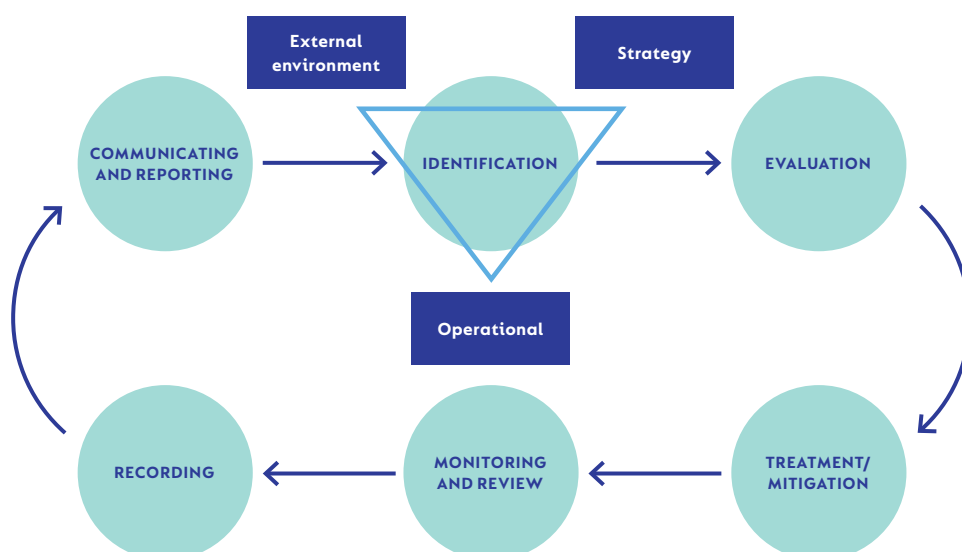 External
environment
Strategy
COMMUNICATING
AND REPORTING
IDENTIFICATION
EVALUATION
Operational
RECORDING
MONITORING
AND REVIEW
TREATMENT/
MITIGATION